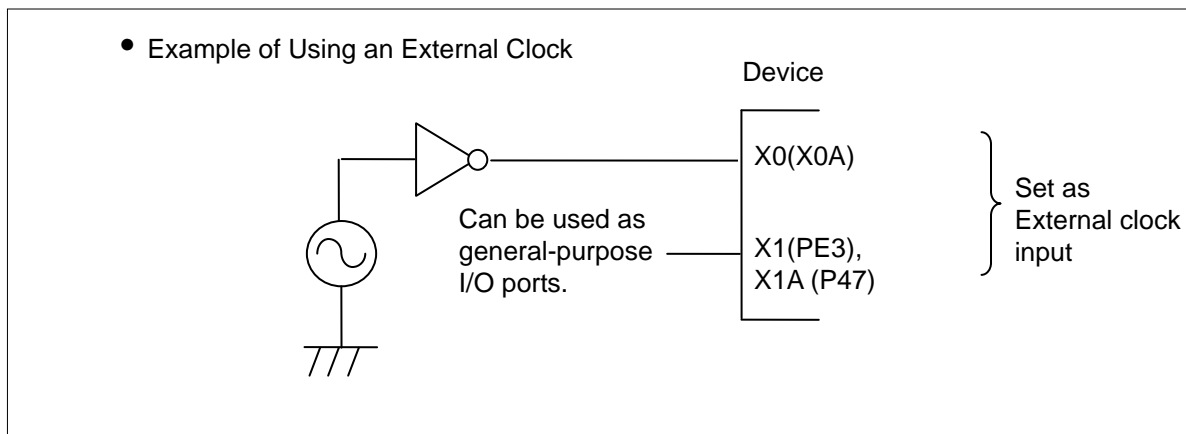 • Example of Using an External Clock
Device
X0(X0A)
Can be used as
general-purpose
I/O ports.
X1(PE3),
X1A (P47)
Set as
External clock
input